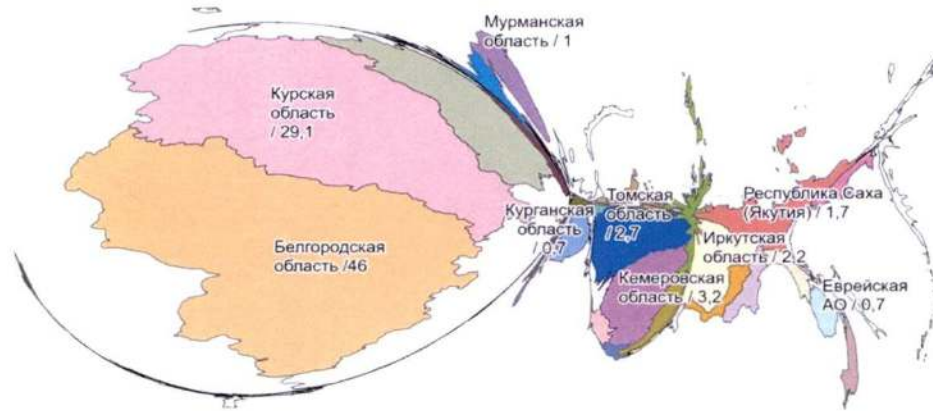 Мурманская
область / 1
Курская
область
/ 29,1
Белгородская
область /46
Курганская
область
/ 0,7
Томская
область
/ 2,7
Кемеровская
область / 3,2
Республика Саха
(Якутия) / 1,7
Иркутская
область / 2,2
Еврейская
АО / 0,7